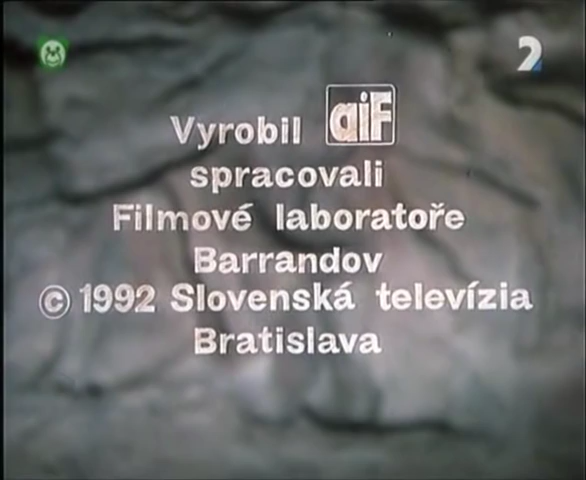 2
Vyrobil aiF
spracovali
Filmové laboratoře
Barrandov
© 1992 Slovenská televízia
Bratislava